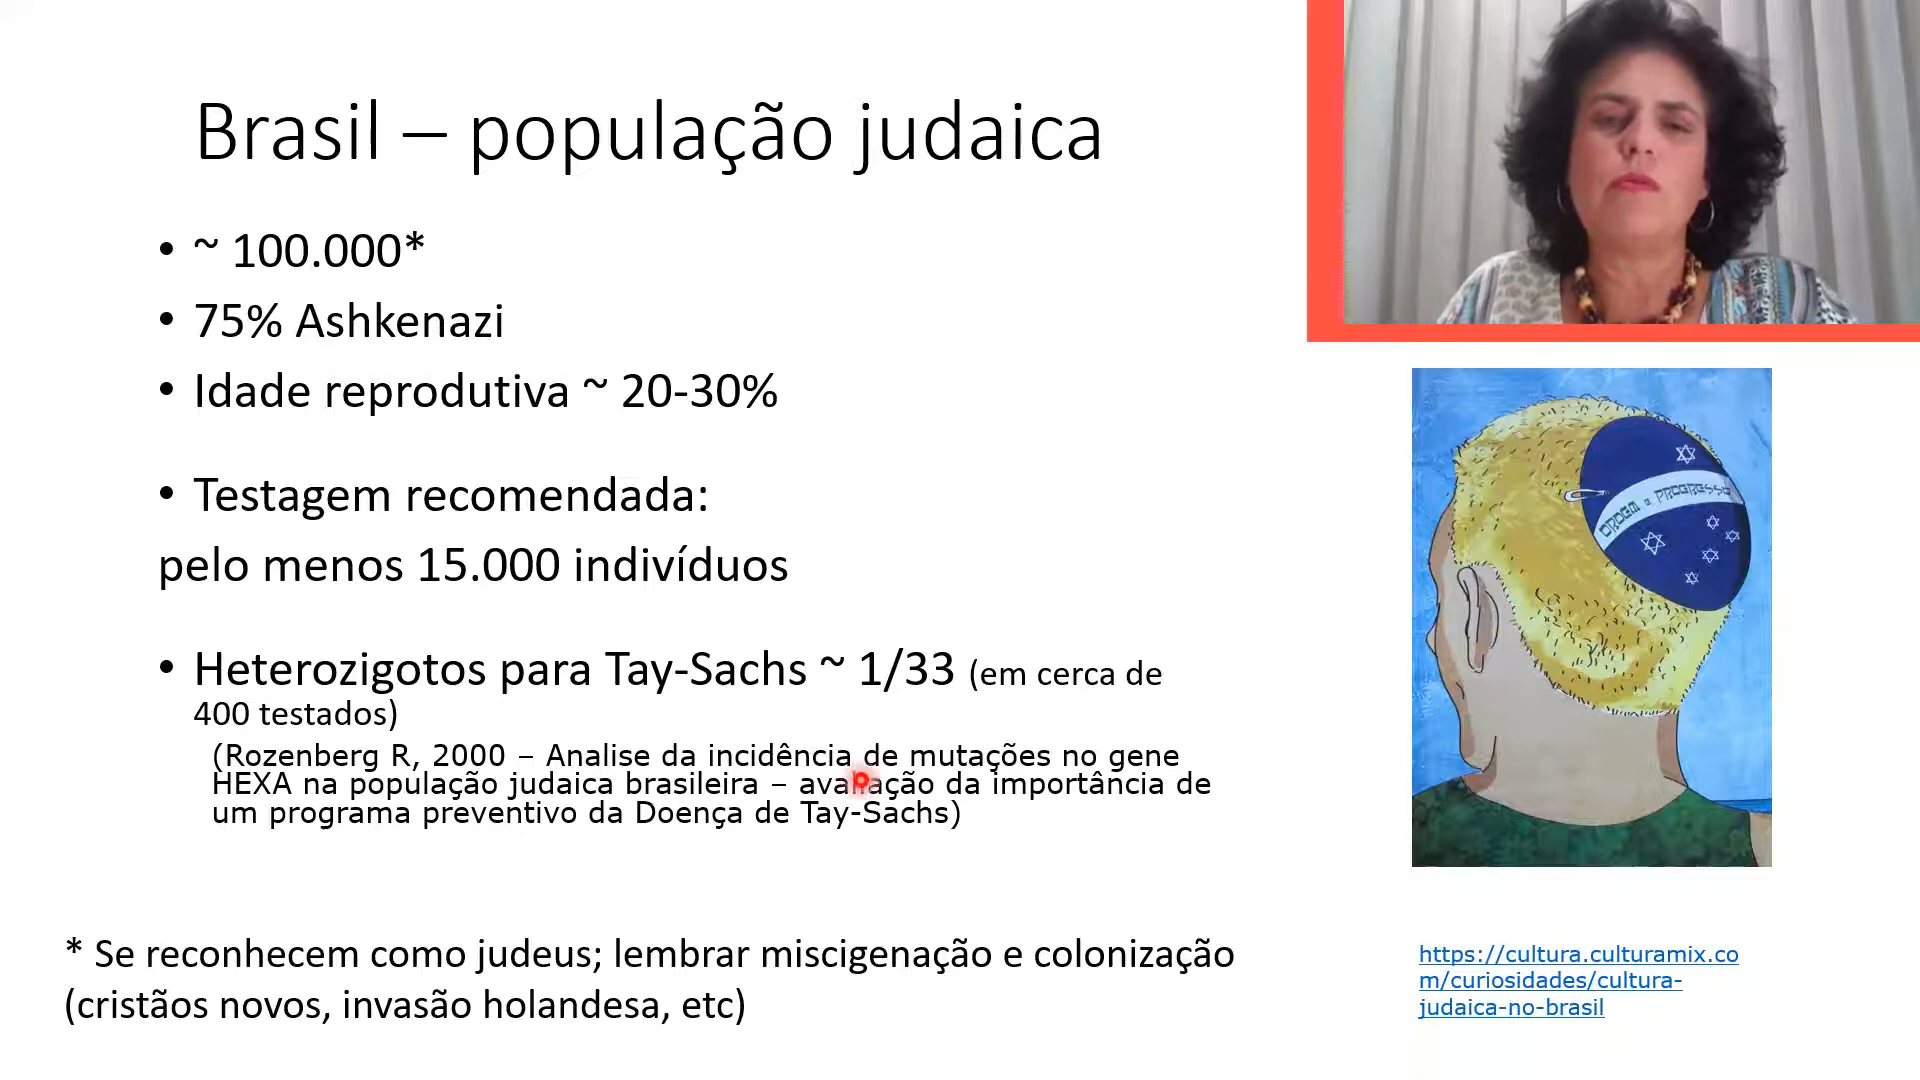 Brasil – população judaica
• ~ 100.000*
• 75% Ashkenazi
• Idade reprodutiva ~ 20-30%
• Testagem recomendada:
pelo menos 15.000 indivíduos
• Heterozigotos para Tay-Sachs ~ 1/33 (em cerca de
400 testados)
(Rozenberg R, 2000 – Analise da incidência de mutações no gene
HEXA na população judaica brasileira – avaliação da importância de
um programa preventivo da Doença de Tay-Sachs)
* Se reconhecem como judeus; lembrar miscigenação e colonização
(cristãos novos, invasão holandesa, etc)
ORDEM E PROGRESSO
https://cultura.culturamix.co
m/curiosidades/cultura-
judaica-no-brasil